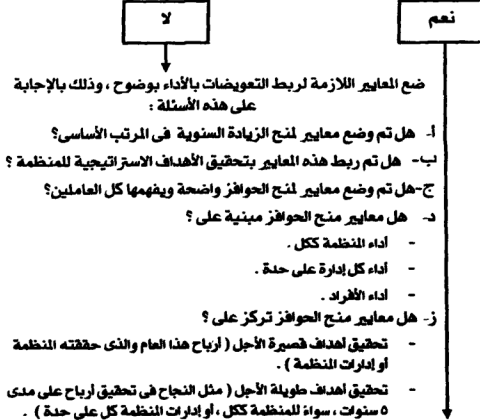 نعم
لا
ضع المعايير اللازمة لربط التعويضات بالأداء بوضوح ، وذلك بالإجابة
على هذه الأسئلة :
أ- هل تم وضع معايير لمنح الزيادة السنوية فى المرتب الأساسى؟
ب- هل تم ربط هذه المعايير بتحقيق الأهداف الاستراتيجية للمنظمة ؟
ج- هل تم وضع معايير لمنح الحوافز واضحة ويفهمها كل العاملين؟
د- هل معايير منح الحوافز مبنية على ؟
- أداء المنظمة ككل .
- أداء كل إدارة على حدة .
- أداء الأفراد .
ز- هل معايير منح الحوافز تركز على ؟
- تحقيق أهداف قصيرة الأجل ( أرباح هذا العام والذى حققته المنظمة
أو إدارات المنظمة ) .
- تحقيق أهداف طويلة الأجل ( مثل النجاح فى تحقيق أرباح على مدى
٥ سنوات ، سواءً للمنظمة ككل ، أو إدارات المنظمة كل على حدة ) .